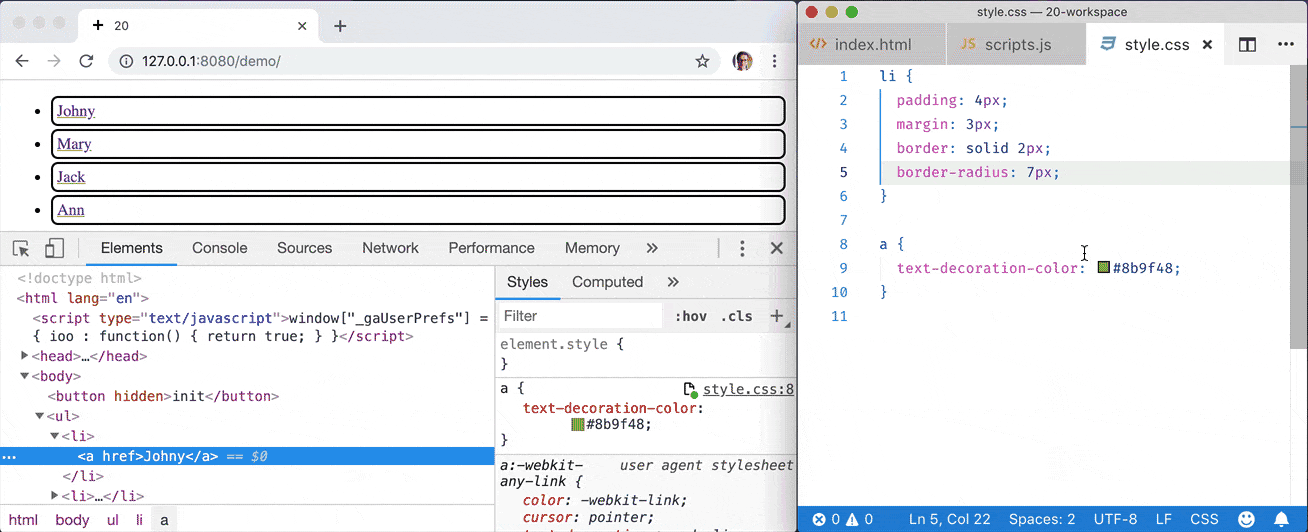 20
127.0.0.1:8080/demo/
Johny
Mary
Jack
Ann
Elements Console Sources Network Performance Memory »
<!doctype html>
<html lang="en">
<script type="text/javascript">window["_gaUserPrefs"] =
{ ioo : function() { return true; } }</script>
<head>…</head>
<body>
<button hidden>init</button>
<ul>
<li>
<a href>Johny</a> == $0
</li>
<li>…</li>
html body ul li a
Styles Computed »
Filter :hov .cls +
element.style {
}
a { style.css:8
text-decoration-color:
#8b9f48;
}
a:-webkit- user agent stylesheet
any-link {
color: -webkit-link;
cursor: pointer;
style.css — 20-workspace
index.html JS scripts.js style.css
1 li {
2 padding: 4px;
3 margin: 3px;
4 border: solid 2px;
5 border-radius: 7px;
6 }
7
8 a {
9 text-decoration-color: #8b9f48;
10 }
11
0 0 Ln 5, Col 22 Spaces: 2 UTF-8 LF CSS